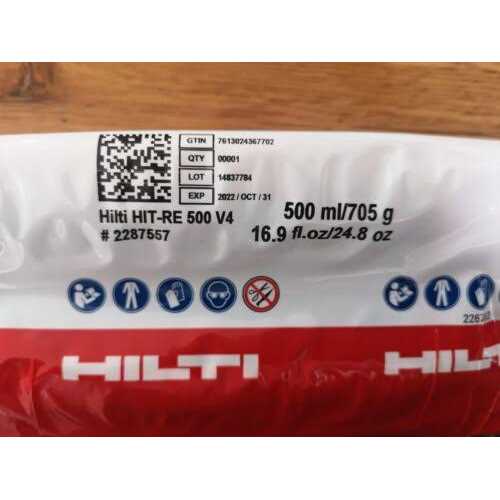 GTIN 7613024367702
QTY 00001
LOT 14837784
EXP 2022 / OCT / 31
Hilti HIT-RE 500 V4
# 2287557
500 ml/705 g
16.9 fl.oz/24.8 oz
HILTI
HILTI